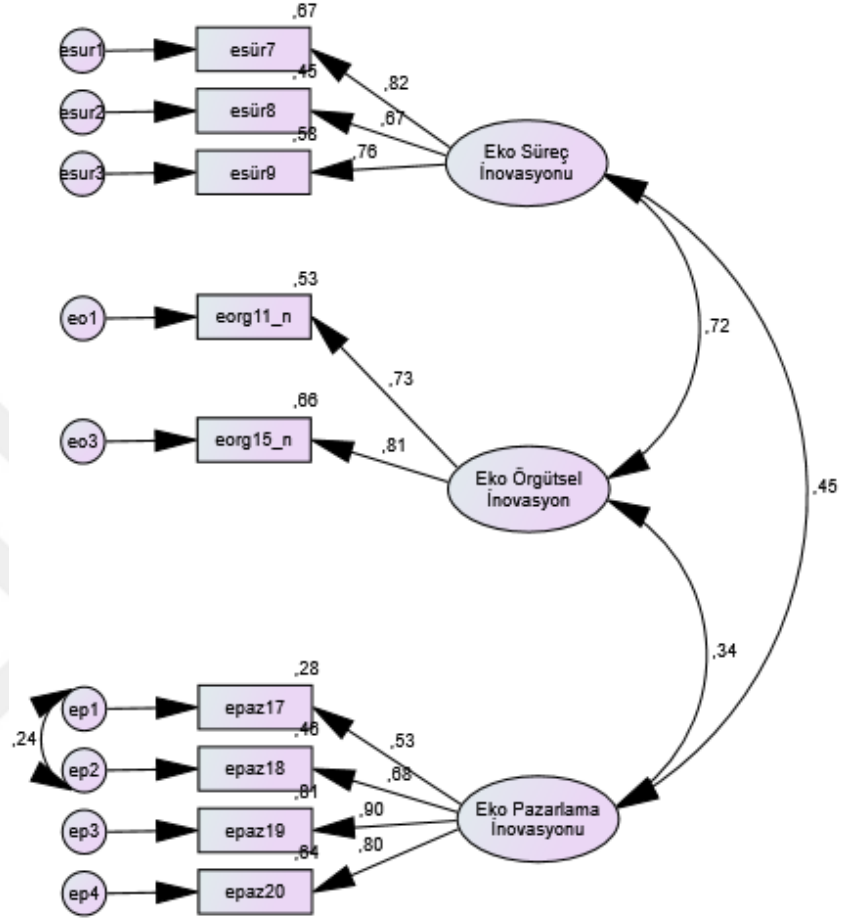 ,67
esur1
esür7
,82
,45
esur2
esür8
,67
,58
esur3
esür9
,76
Eko Süreç
İnovasyonu
,53
eo1
eorg11_n
,72
,73
,66
eo3
eorg15_n
,81
Eko Örgütsel
İnovasyon
,45
,34
,28
ep1
epaz17
,24
,53
,46
ep2
epaz18
,68
,81
ep3
epaz19
,90
Eko Pazarlama
İnovasyonu
,64
,80
ep4
epaz20